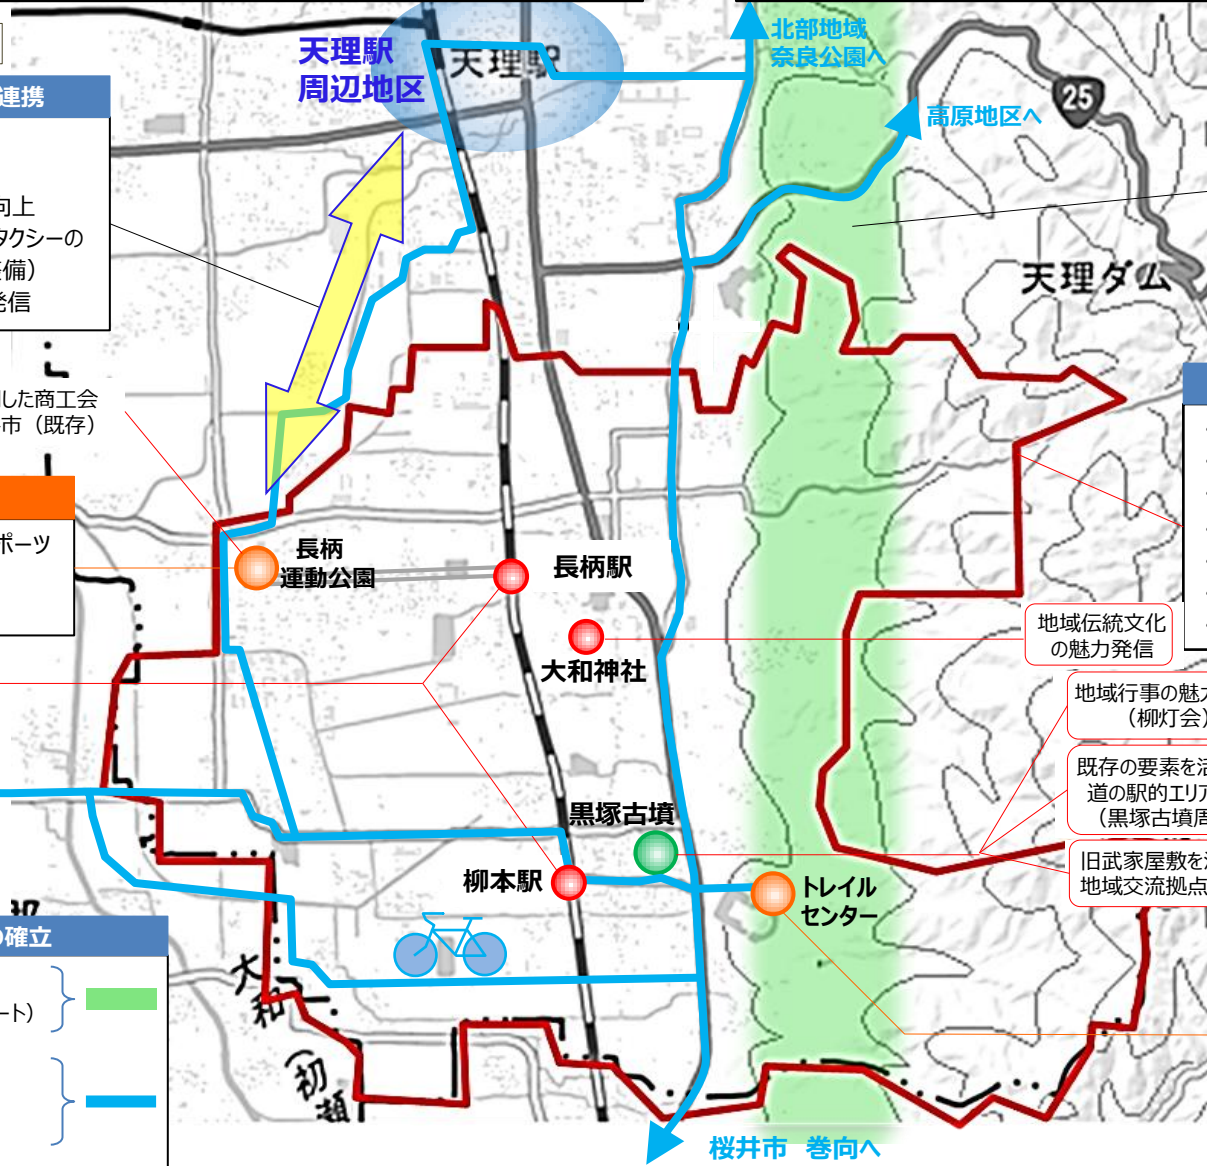 天理駅
周辺地区
天理駅
北部地域
奈良公園へ
25
高原地区へ
連携
向上
タクシーの
備）
発信
天理ダム
した商工会
市（既存）
ポーツ
長柄
運動公園
長柄駅
大和神社
地域伝統文化
の魅力発信
地域行事の魅
（柳灯会）
既存の要素を
道の駅的エリア
（黒塚古墳周
旧武家屋敷を
地域交流拠点
黒塚古墳
柳本駅
トレイル
センター
の確立
ート）
大
和
（初瀬
桜井市 巻向へ